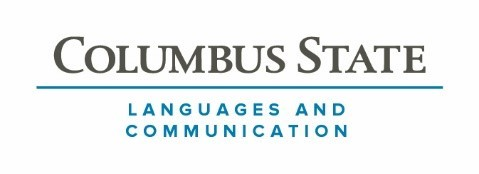 COLUMBUS STATE
LANGUAGES AND
COMMUNICATION